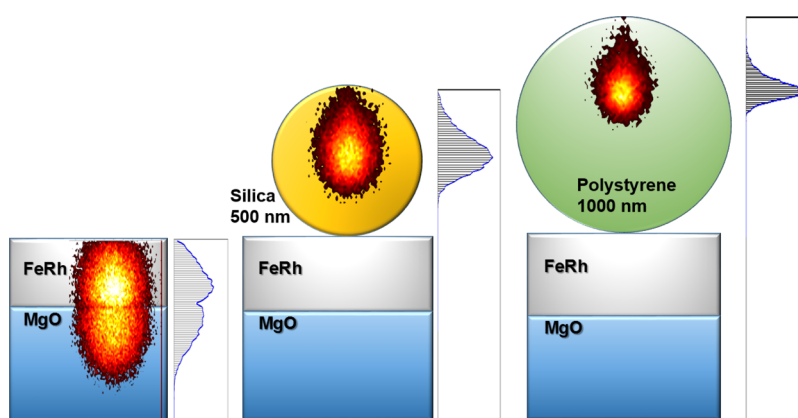 Silica
500 nm
Polystyrene
1000 nm
FeRh
MgO
FeRh
MgO
FeRh
MgO